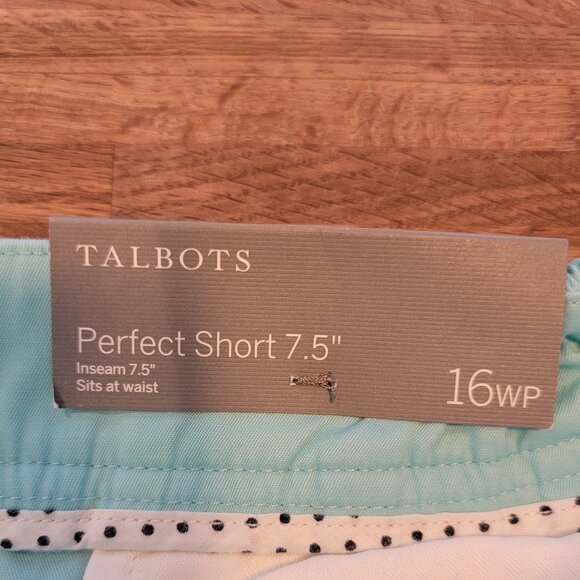 TALBOTS
Perfect Short 7.5"
Inseam 7.5"
Sits at waist
16WP